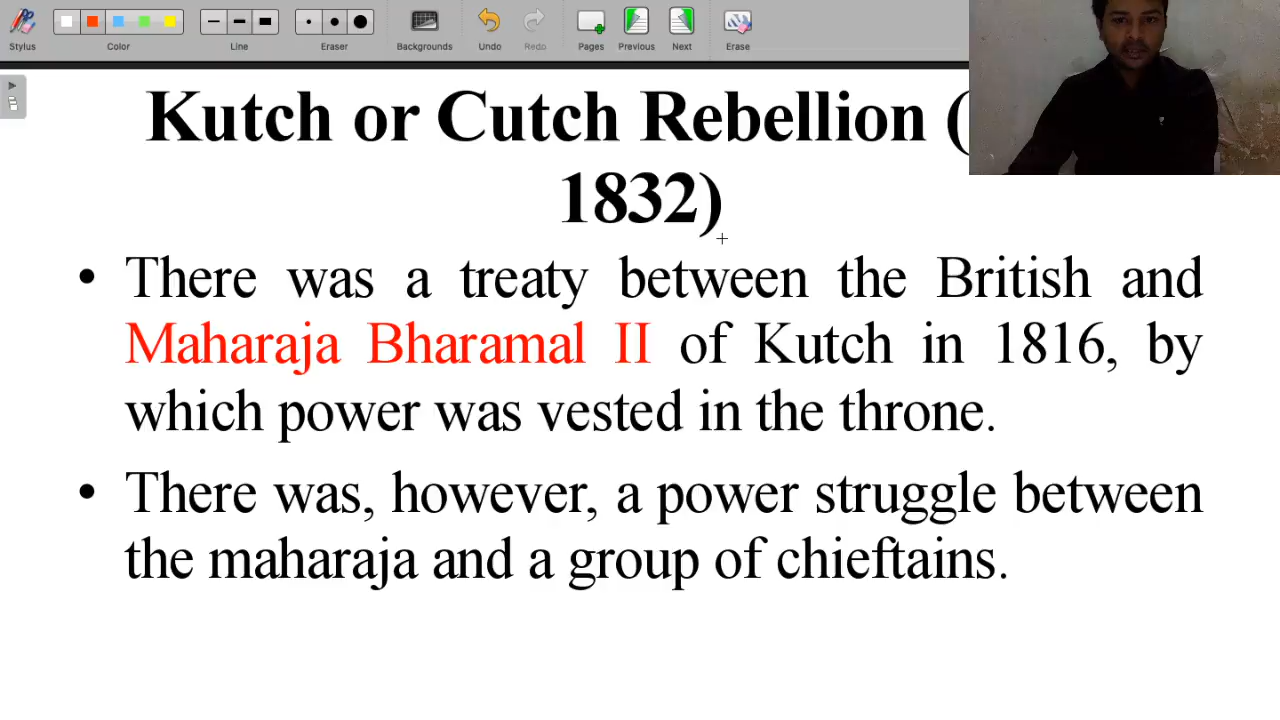 Stylus Color Line Eraser Backgrounds Undo Redo Pages Previous Next Erase
Kutch or Cutch Rebellion (
1832)
• There was a treaty between the British and
Maharaja Bharamal II of Kutch in 1816, by
which power was vested in the throne.
• There was, however, a power struggle between
the maharaja and a group of chieftains.